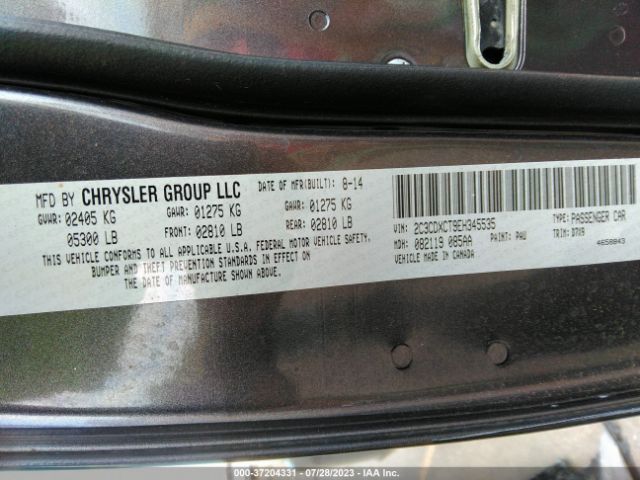 MFD BY CHRYSLER GROUP LLC DATE OF MFR(BUILT): 8-14
GVWR: 02405 KG GAWR: 01275 KG GAWR: 01275 KG
05300 LB FRONT: 02810 LB REAR: 02810 LB
THIS VEHICLE CONFORMS TO ALL APPLICABLE U.S.A. FEDERAL MOTOR VEHICLE SAFETY,
BUMPER AND THEFT PREVENTION STANDARDS IN EFFECT ON
THE DATE OF MANUFACTURE SHOWN ABOVE.
VIN: 2C3CDXCT9EH345535 TYPE: PASSENGER CAR
MDH: 082119 085AA PAINT: PAU TRIM: D7X9
VEHICLE MADE IN CANADA 4658843
000-37204331 - 07/28/2023 - IAA Inc.